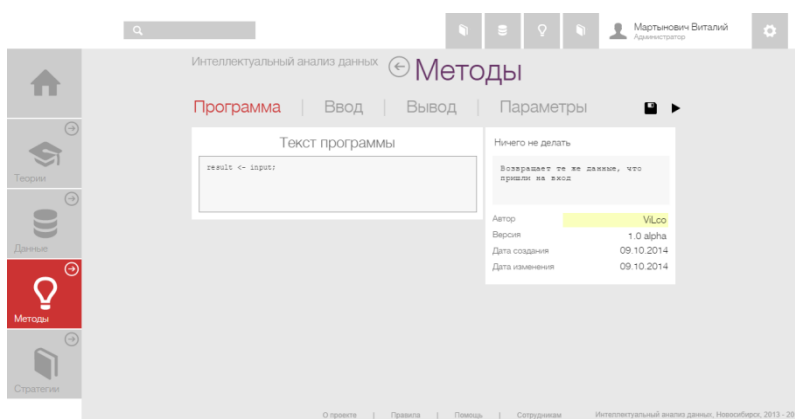 Мартынович Виталий
Администратор
Интеллектуальный анализ данных
Методы
Программа | Ввод | Вывод | Параметры
Теории
Данные
Методы
Стратегии
Текст программы
result <- input;
Ничего не делать
Возвращает те же данные, что
пришли на вход
Автор ViLco
Версия 1.0 alpha
Дата создания 09.10.2014
Дата изменения 09.10.2014
О проекте | Правила | Помощь | Сотрудникам
Интеллектуальный анализ данных, Новосибирск, 2013 - 20